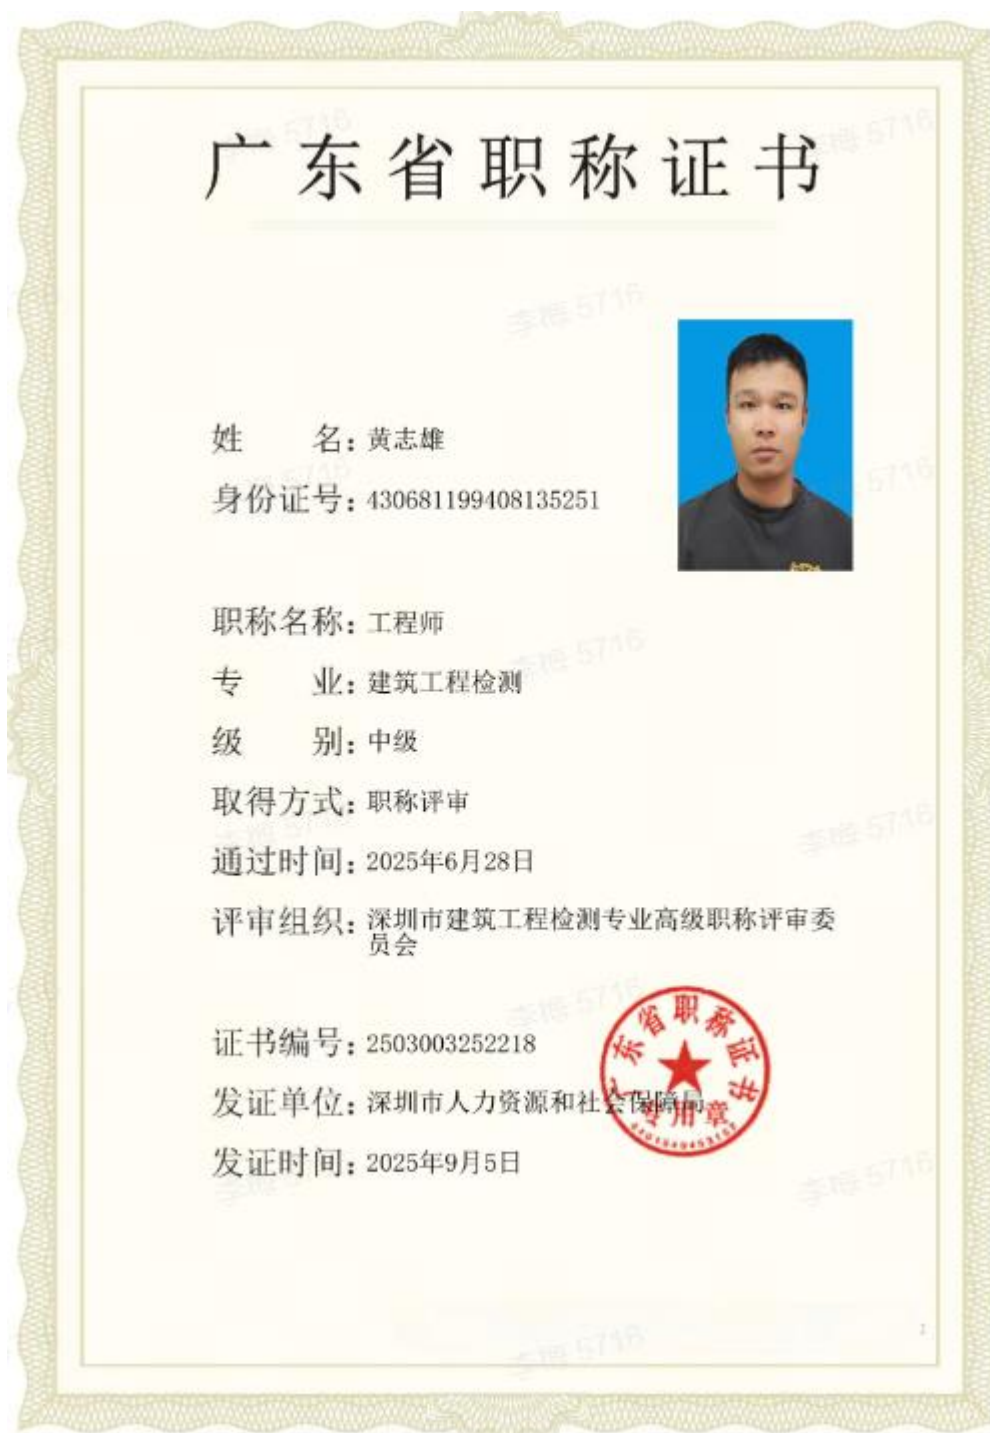 广东省职称证书
姓 名：黄志雄
身份证号：430681199408135251
职称名称：工程师
专 业：建筑工程检测
级 别：中级
取得方式：职称评审
通过时间：2025年6月28日
评审组织：深圳市建筑工程检测专业高级职称评审委
员会
证书编号：2503003252218
发证单位：深圳市人力资源和社会保障局
发证时间：2025年9月5日
广东省职称证书
专用章